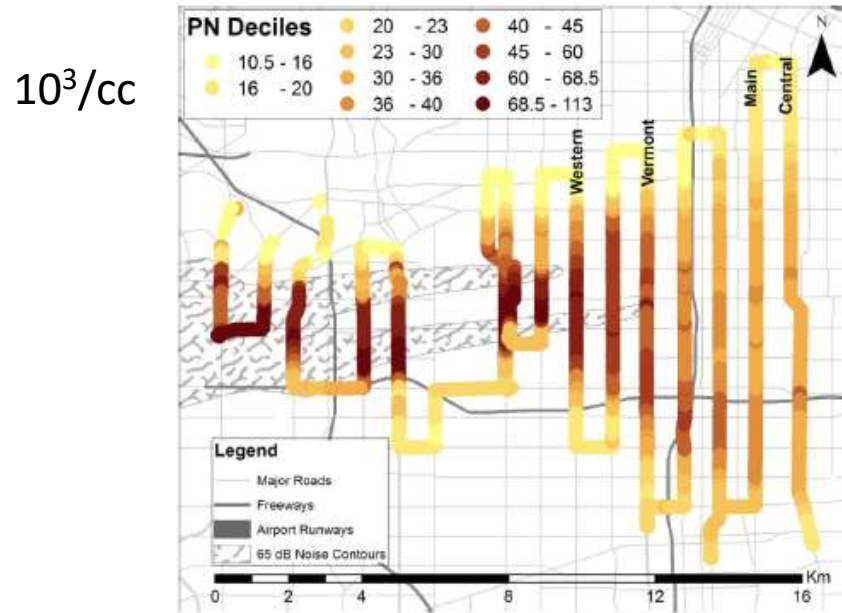 10³/cc
PN Deciles
10.5 - 16
16 - 20
20 - 23
23 - 30
30 - 36
36 - 40
40 - 45
45 - 60
60 - 68.5
68.5 - 113
N
Western
Vermont
Main
Central
Legend
Major Roads
Freeways
Airport Runways
65 dB Noise Contours
Km
0 2 4 8 12 16